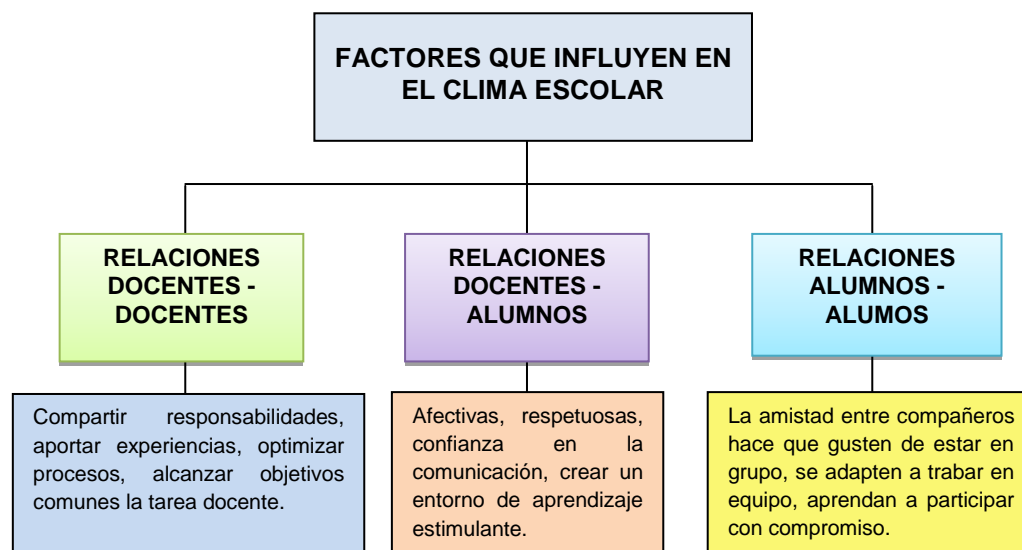 FACTORES QUE INFLUYEN EN
EL CLIMA ESCOLAR
RELACIONES
DOCENTES -
DOCENTES
RELACIONES
DOCENTES -
ALUMNOS
RELACIONES
ALUMNOS -
ALUMOS
Compartir responsabilidades,
aportar experiencias, optimizar
procesos, alcanzar objetivos
comunes la tarea docente.
Afectivas, respetuosas,
confianza en la
comunicación, crear un
entorno de aprendizaje
estimulante.
La amistad entre compañeros
hace que gusten de estar en
grupo, se adapten a trabar en
equipo, aprendan a participar
con compromiso.